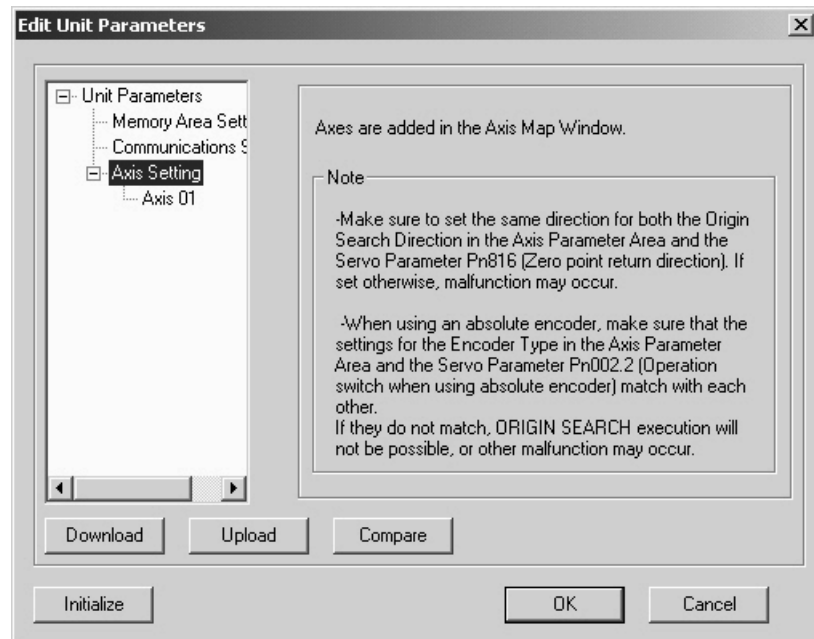 Edit Unit Parameters
Unit Parameters
Memory Area Sett
Communications S
Axis Setting
Axis 01
Axes are added in the Axis Map Window.
Note
-Make sure to set the same direction for both the Origin
Search Direction in the Axis Parameter Area and the
Servo Parameter Pn816 (Zero point return direction). If
set otherwise, malfunction may occur.
-When using an absolute encoder, make sure that the
settings for the Encoder Type in the Axis Parameter
Area and the Servo Parameter Pn002.2 (Operation
switch when using absolute encoder) match with each
other.
If they do not match, ORIGIN SEARCH execution will
not be possible, or other malfunction may occur.
Download
Upload
Compare
Initialize
OK
Cancel